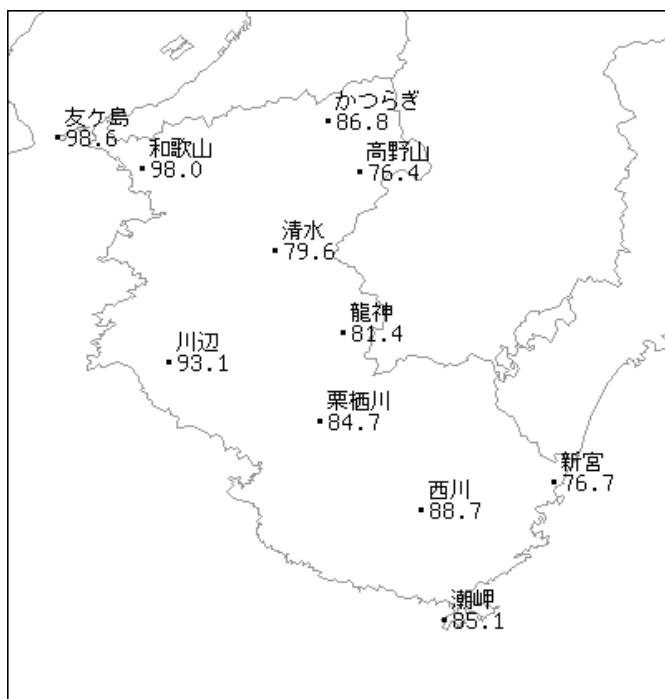 かつらぎ
86.8
友ケ島
98.6
和歌山
98.0
高野山
76.4
清水
79.6
龍神
81.4
川辺
93.1
栗栖川
84.7
新宮
76.7
西川
88.7
潮岬
85.1